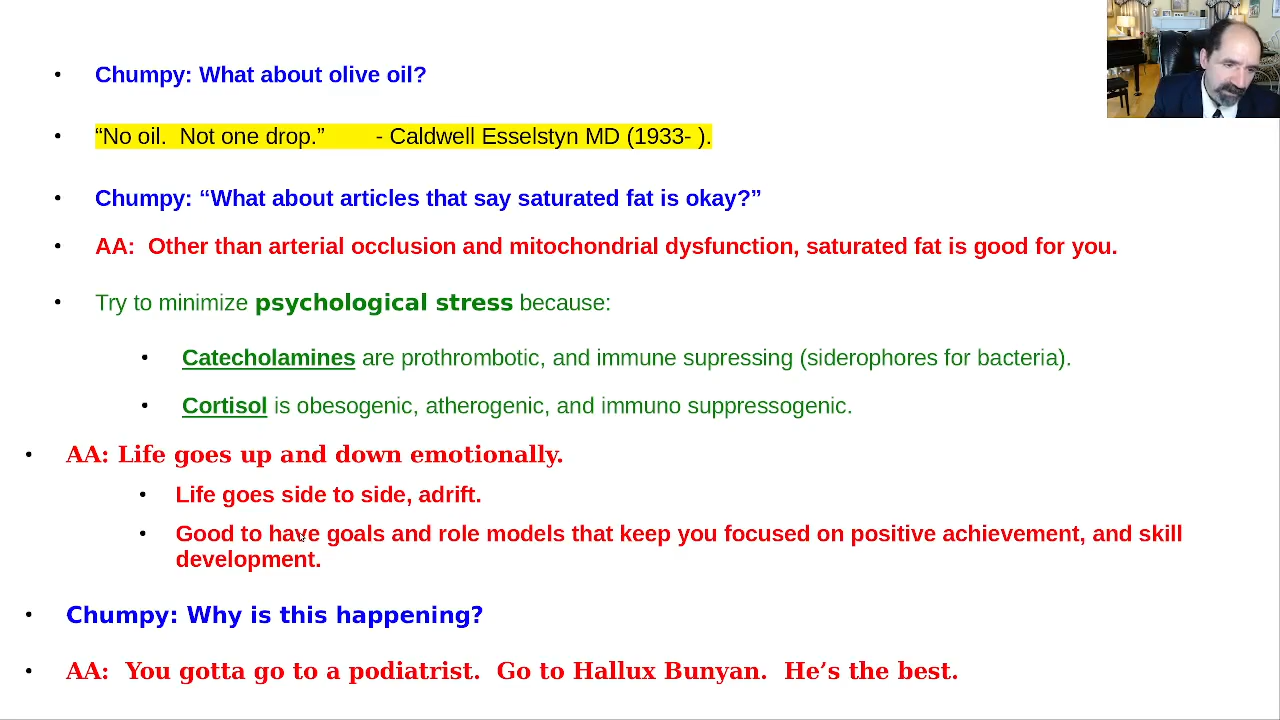 Chumpy: What about olive oil?
“No oil.  Not one drop.”        - Caldwell Esselstyn MD (1933- ).
Chumpy: “What about articles that say saturated fat is okay?”
AA:  Other than arterial occlusion and mitochondrial dysfunction, saturated fat is good for you.
Try to minimize psychological stress because:
Catecholamines are prothrombotic, and immune supressing (siderophores for bacteria).
Cortisol is obesogenic, atherogenic, and immuno suppressogenic.
AA: Life goes up and down emotionally.
Life goes side to side, adrift.
Good to have goals and role models that keep you focused on positive achievement, and skill
development.
Chumpy: Why is this happening?
AA:  You gotta go to a podiatrist.  Go to Hallux Bunyan.  He’s the best.